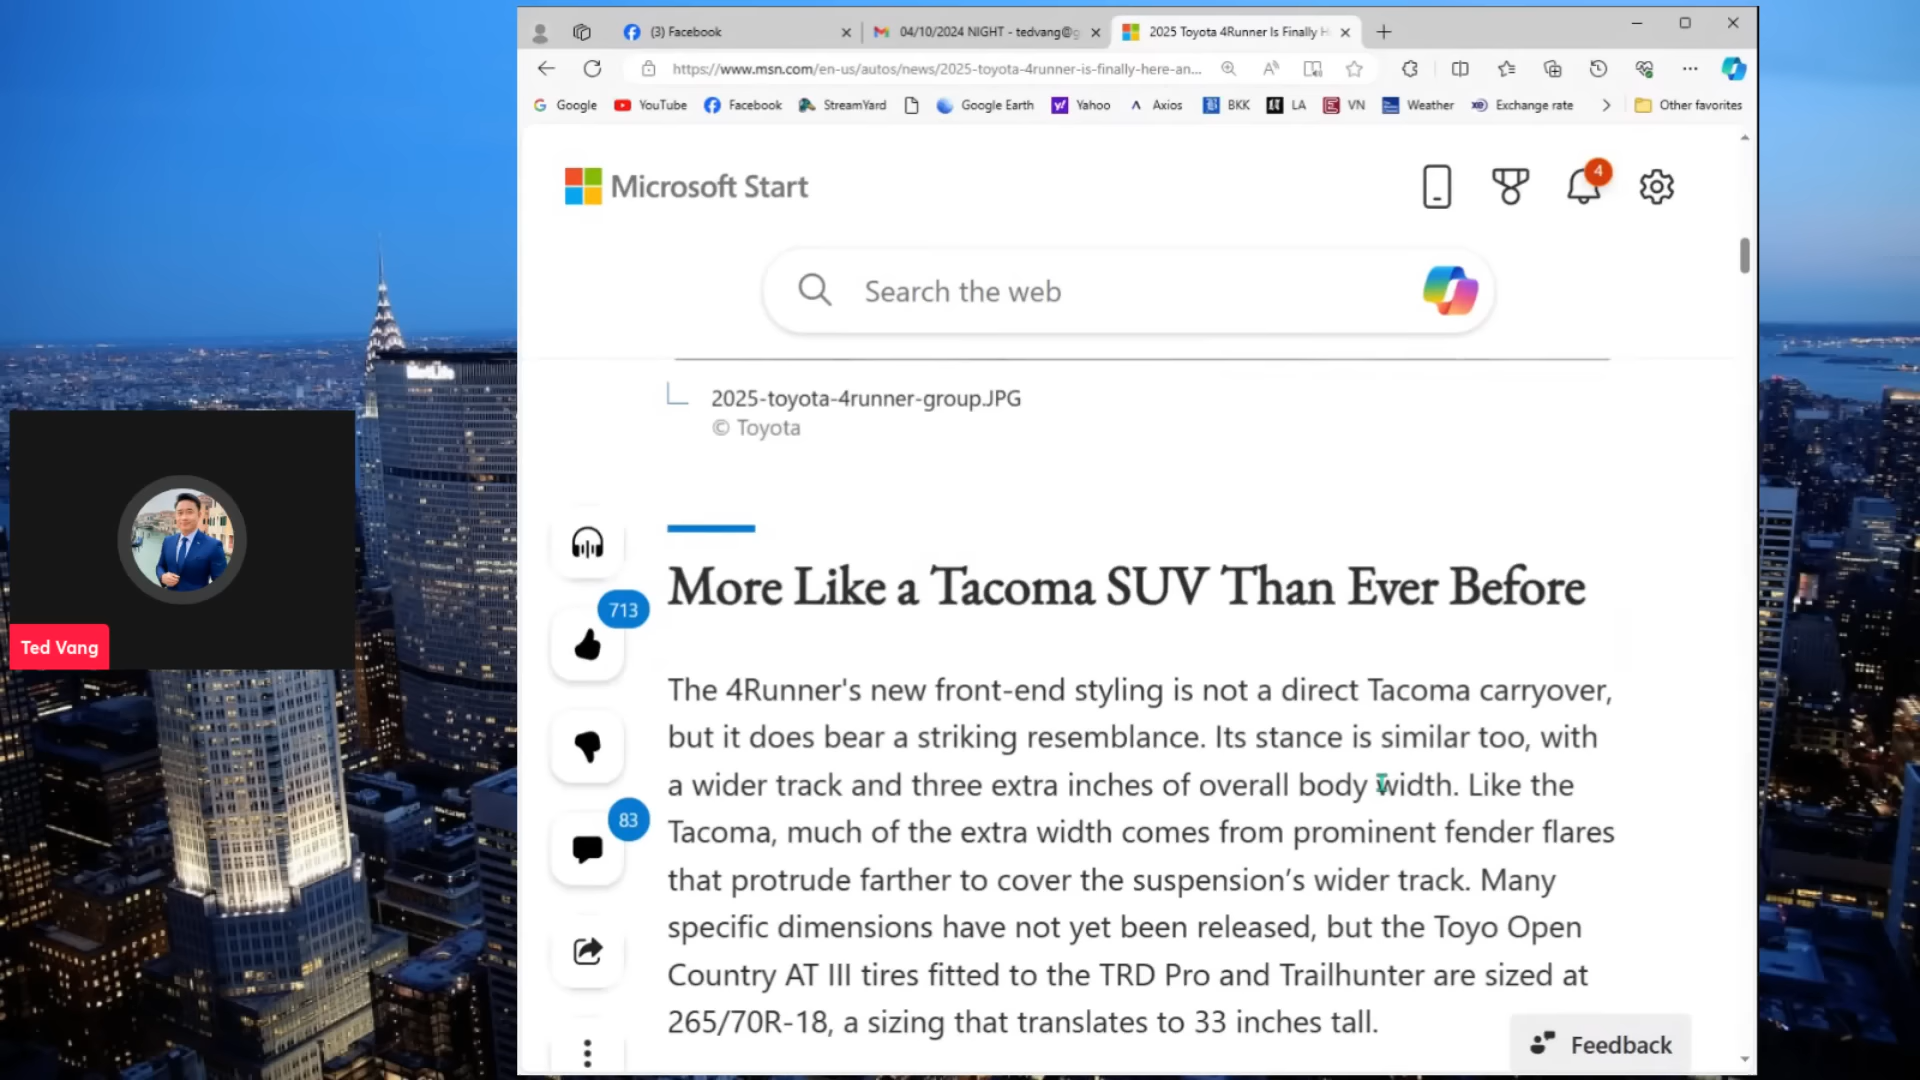 (3) Facebook
04/10/2024 NIGHT - tedvang@g
2025 Toyota 4Runner Is Finally H
https://www.msn.com/en-us/autos/news/2025-toyota-4runner-is-finally-here-an...
Google
YouTube
Facebook
StreamYard
Google Earth
Yahoo
Axios
BKK
LA
VN
Weather
Exchange rate
Other favorites
Microsoft Start
4
Search the web
2025-toyota-4runner-group.JPG
© Toyota
MetLife
713
83
Ted Vang
More Like a Tacoma SUV Than Ever Before
The 4Runner's new front-end styling is not a direct Tacoma carryover,
but it does bear a striking resemblance. Its stance is similar too, with
a wider track and three extra inches of overall body width. Like the
Tacoma, much of the extra width comes from prominent fender flares
that protrude farther to cover the suspension’s wider track. Many
specific dimensions have not yet been released, but the Toyo Open
Country AT III tires fitted to the TRD Pro and Trailhunter are sized at
265/70R-18, a sizing that translates to 33 inches tall.
Feedback